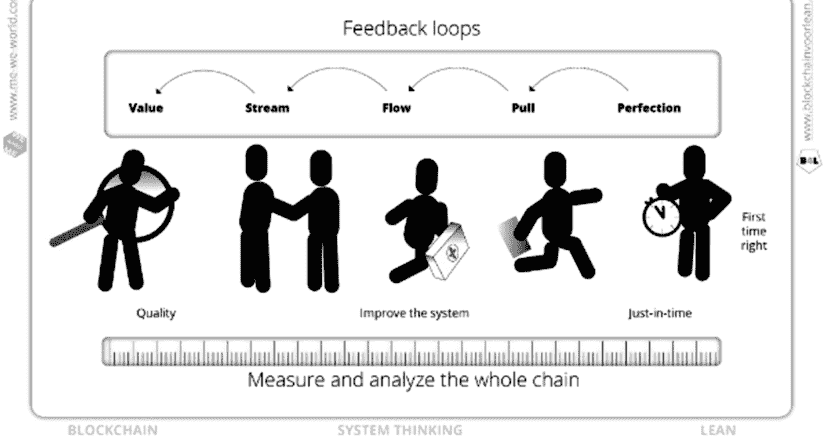 Feedback loops
Value Stream Flow Pull Perfection
First
time
right
Quality Improve the system Just-in-time
Measure and analyze the whole chain
BLOCKCHAIN SYSTEM THINKING LEAN
www.me-we-world.com
www.blockchainvoorlean.
B4L